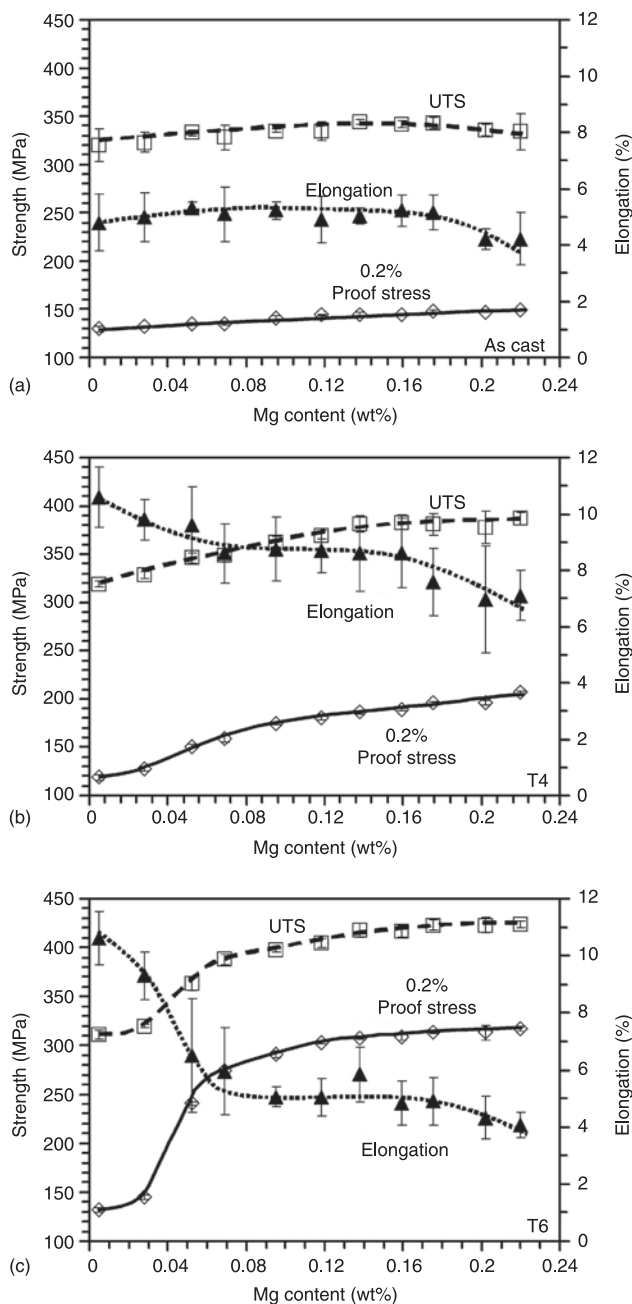 450
400
350
300
250
200
150
100
Strength (MPa)
12
10
8
6
4
2
0
Elongation (%)
UTS
Elongation
0.2%
Proof stress
As cast
0 0.04 0.08 0.12 0.16 0.2 0.24
(a)
Mg content (wt%)
450
400
350
300
250
200
150
100
Strength (MPa)
12
10
8
6
4
2
0
Elongation (%)
UTS
Elongation
0.2%
Proof stress
T4
0 0.04 0.08 0.12 0.16 0.2 0.24
(b)
Mg content (wt%)
450
400
350
300
250
200
150
100
Strength (MPa)
12
10
8
6
4
2
0
Elongation (%)
UTS
0.2%
Proof stress
Elongation
T6
0 0.04 0.08 0.12 0.16 0.2 0.24
(c)
Mg content (wt%)